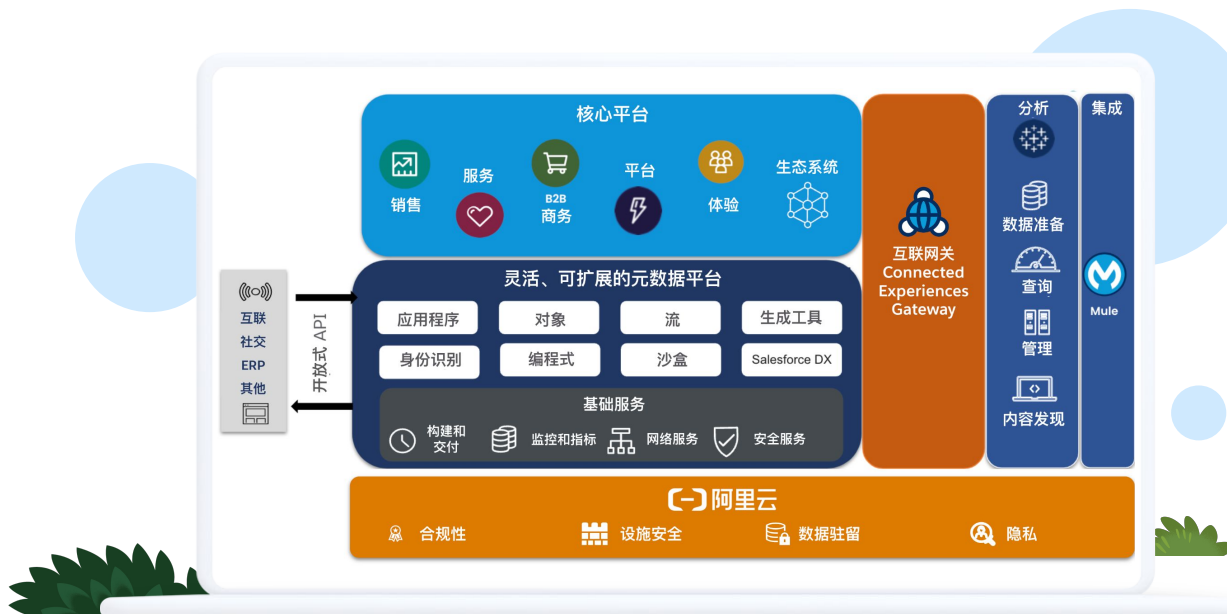 核心平台
销售
服务
B2B
商务
平台
体验
生态系统
灵活、可扩展的元数据平台
应用程序
对象
流
生成工具
身份识别
编程式
沙盒
Salesforce DX
基础服务
构建和
交付
监控和指标
网络服务
安全服务
互联
社交
ERP
其他
开放式 API
互联网关
Connected
Experiences
Gateway
分析
数据准备
查询
管理
内容发现
集成
Mule
阿里云
合规性
设施安全
数据驻留
隐私